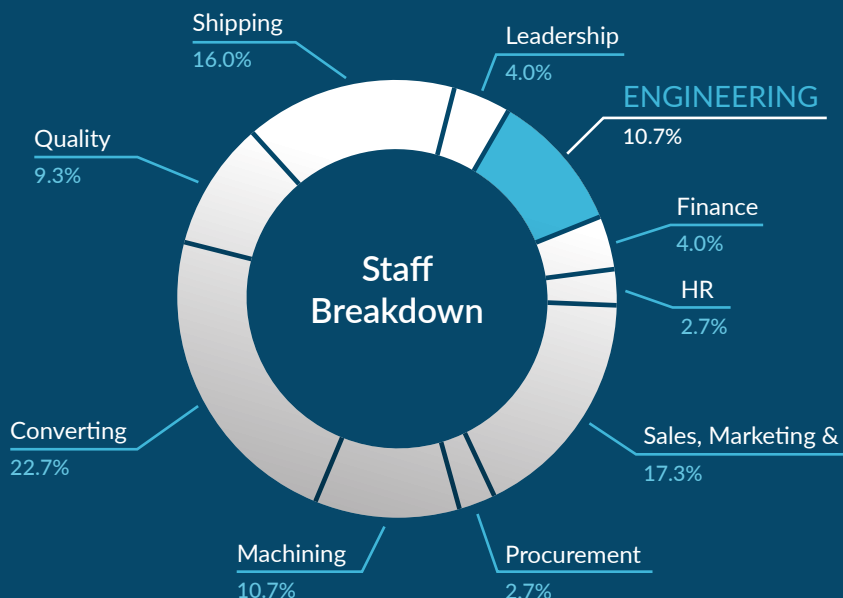 Shipping
16.0%
Leadership
4.0%
ENGINEERING
10.7%
Quality
9.3%
Finance
4.0%
Staff
Breakdown
HR
2.7%
Converting
22.7%
Sales, Marketing &
17.3%
Machining
10.7%
Procurement
2.7%